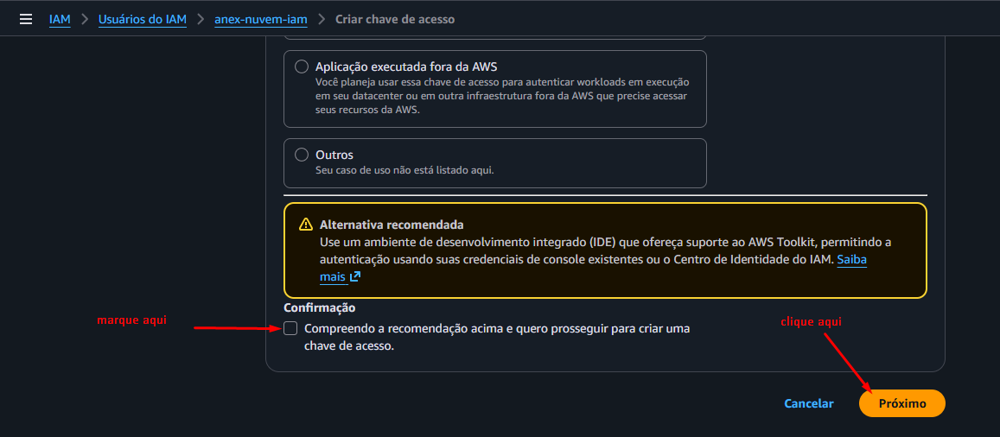 IAM > Usuários do IAM > anex-nuvem-iam > Criar chave de acesso
Aplicação executada fora da AWS
Você planeja usar essa chave de acesso para autenticar workloads em execução
em seu datacenter ou em outra infraestrutura fora da AWS que precise acessar
seus recursos da AWS.
Outros
Seu caso de uso não está listado aqui.
Alternativa recomendada
Use um ambiente de desenvolvimento integrado (IDE) que ofereça suporte ao AWS Toolkit, permitindo a
autenticação usando suas credenciais de console existentes ou o Centro de Identidade do IAM. Saiba
mais
Confirmação
marque aqui
Compreendo a recomendação acima e quero prosseguir para criar uma
chave de acesso.
clique aqui
Cancelar
Próximo